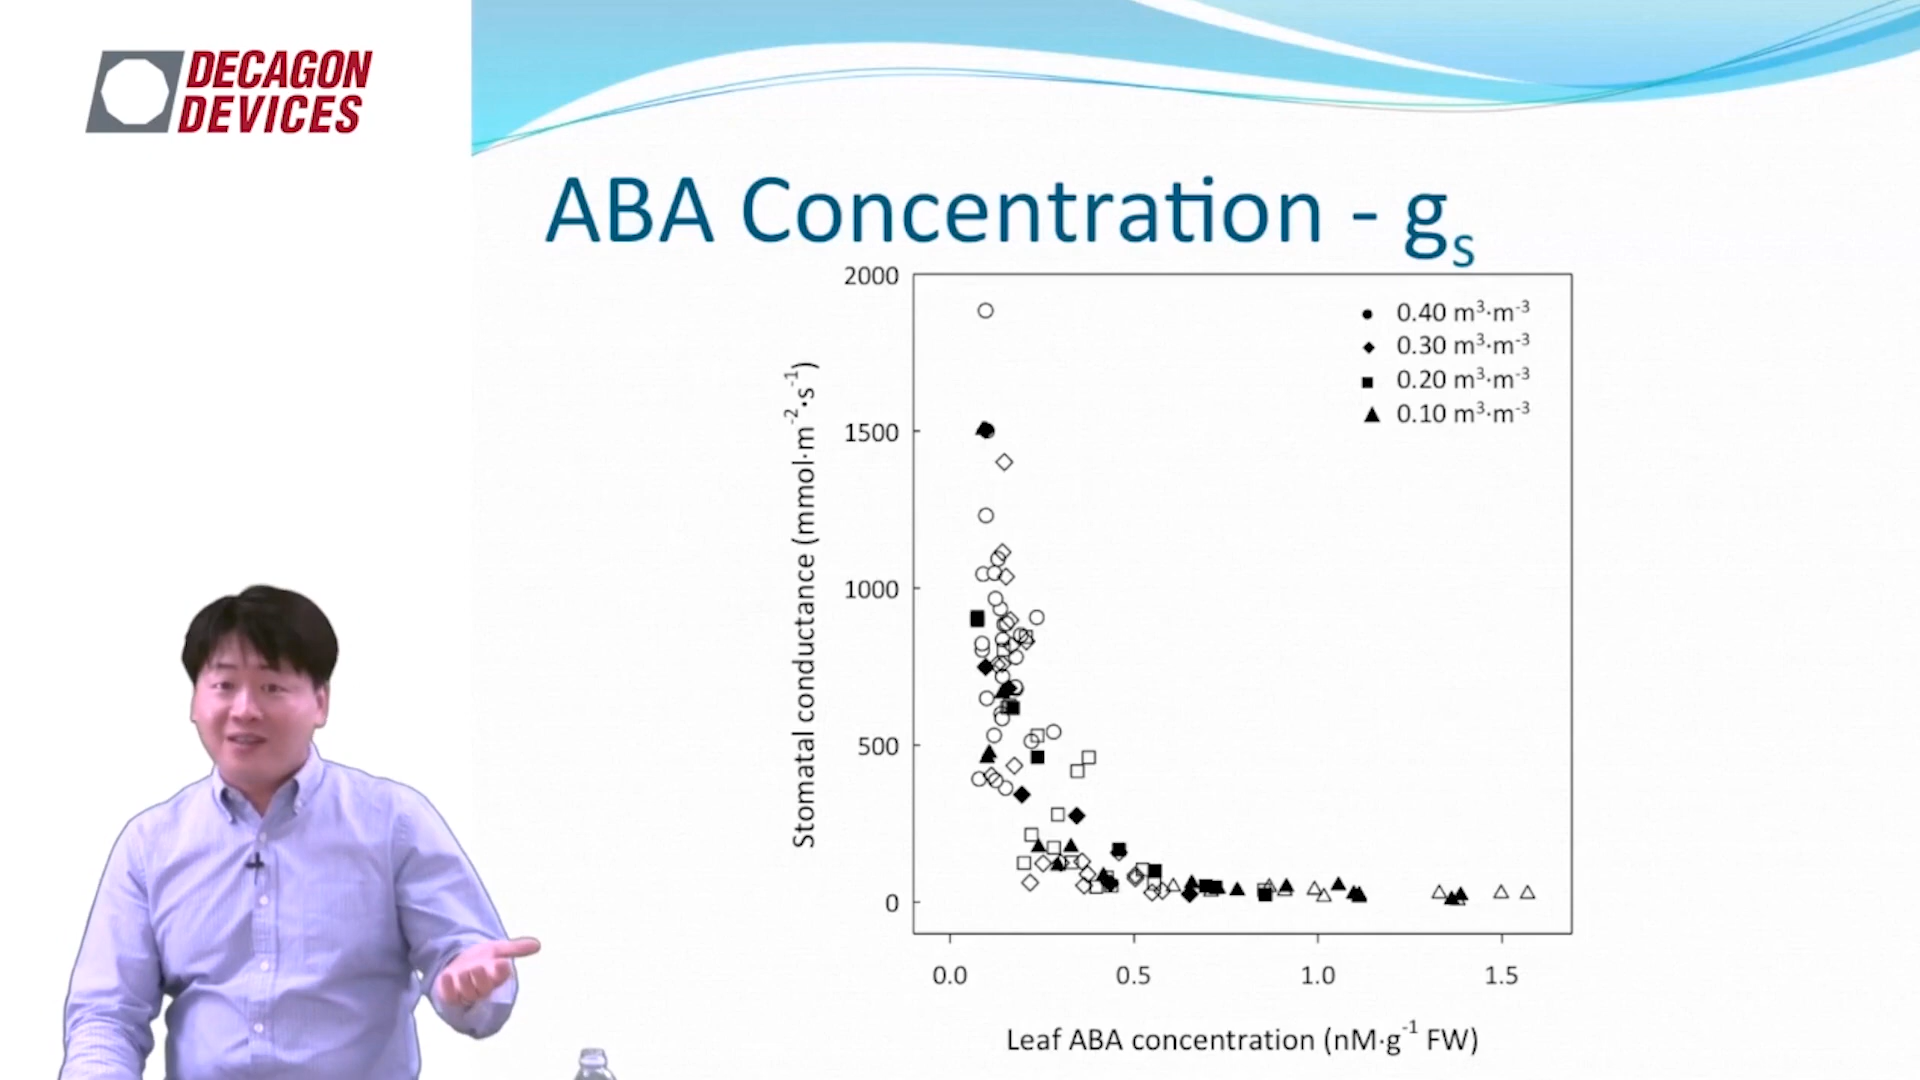 DECAGON
DEVICES
ABA Concentration - gₛ
2000
1500
1000
500
0
Stomatal conductance (mmol·m⁻²·s⁻¹)
0.40 m³·m⁻³
0.30 m³·m⁻³
0.20 m³·m⁻³
0.10 m³·m⁻³
0.0 0.5 1.0 1.5
Leaf ABA concentration (nM·g⁻¹ FW)